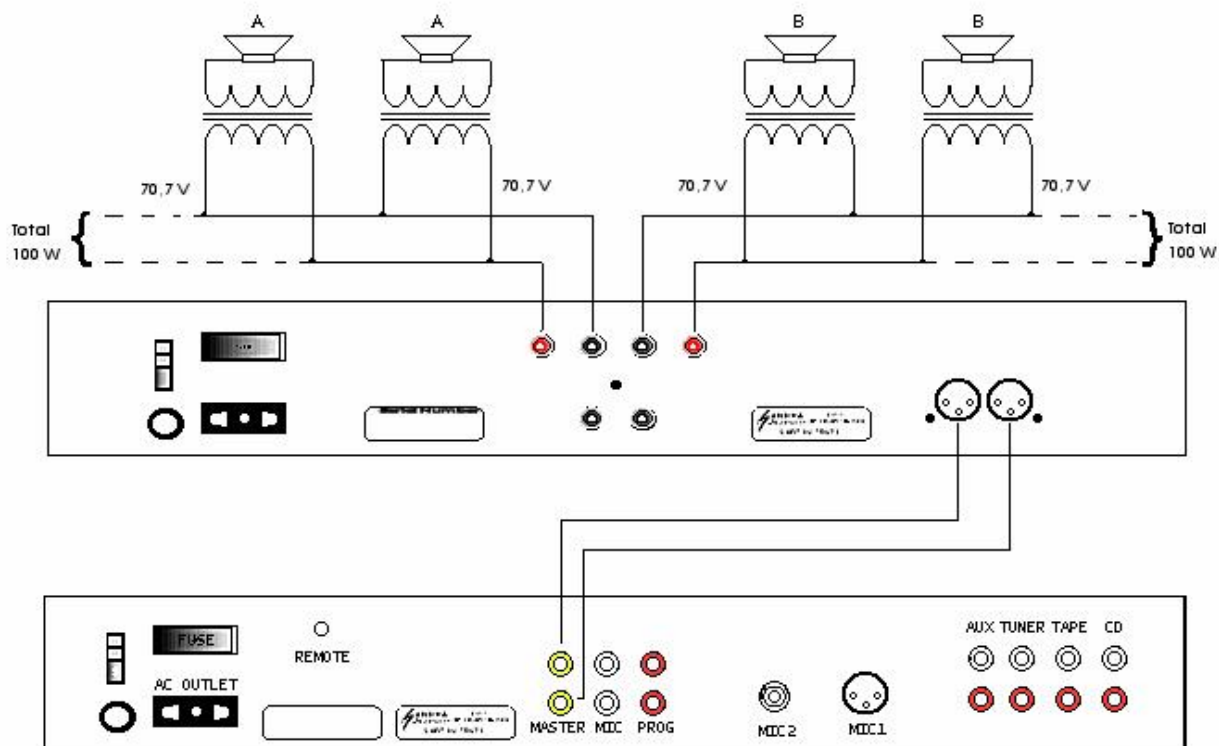 A A B B
70,7 V 70,7 V 70,7 V 70,7 V
Total
100 W
Total
100 W
FUSE
REMOTE
AC OUTLET
MASTER MIC PROG
MIC2
MIC1
AUX TUNER TAPE CD